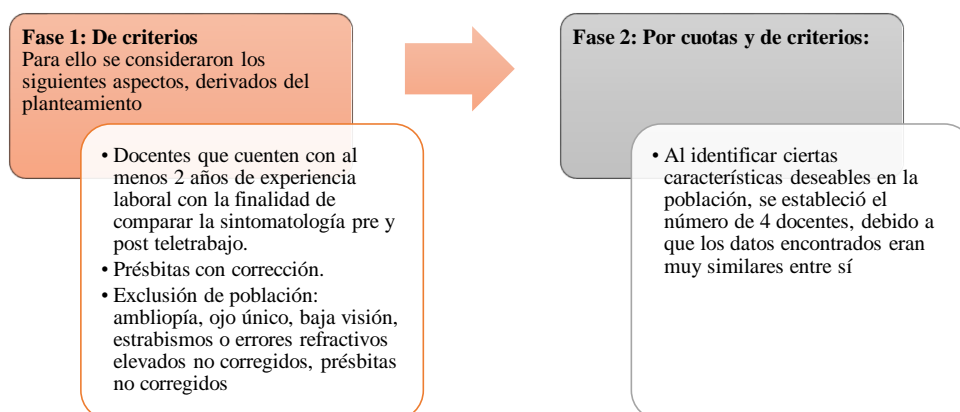 Fase 1: De criterios
Para ello se consideraron los
siguientes aspectos, derivados del
planteamiento
• Docentes que cuenten con al
menos 2 años de experiencia
laboral con la finalidad de
comparar la sintomatología pre y
post teletrabajo.
• Présbitas con corrección.
• Exclusión de población:
ambliopía, ojo único, baja visión,
estrabismos o errores refractivos
elevados no corregidos, présbitas
no corregidos
Fase 2: Por cuotas y de criterios:
• Al identificar ciertas
características deseables en la
población, se estableció el
número de 4 docentes, debido a
que los datos encontrados eran
muy similares entre sí